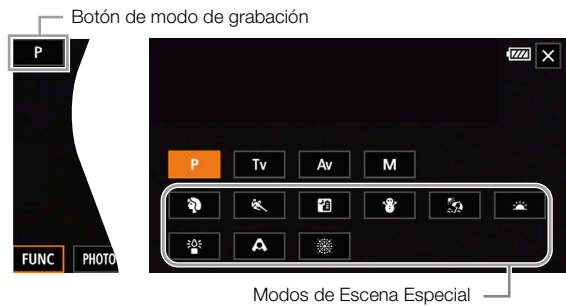 Botón de modo de grabación
P
P Tv Av M
FUNC PHOTO
Modos de Escena Especial